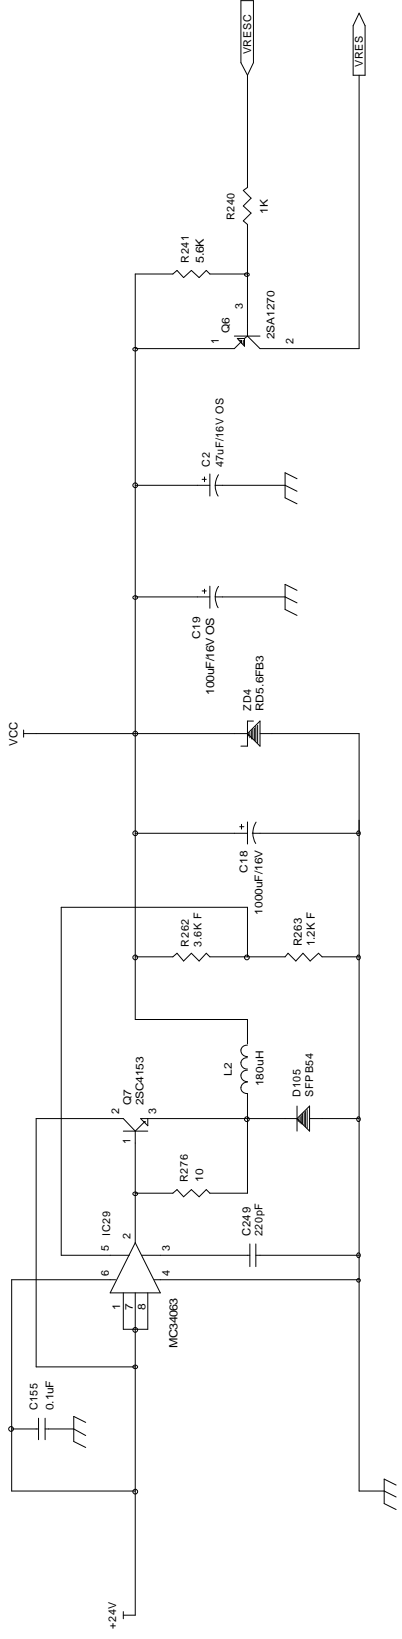 +24V
C155
0.1uF
MC34063
1
7
8
6
5
IC29
2
4
3
C249
220pF
R276
10
Q7
2SC4153
2
1
3
D105
SFPB54
L2
180uH
R262
3.6K F
R263
1.2K F
C18
1000uF/16V
VCC
ZD4
RD5.6FB3
C19
100uF/16V OS
C2
47uF/16V OS
1
Q6
3
2SA1270
2
R241
5.6K
R240
1K
VRESC
VRES